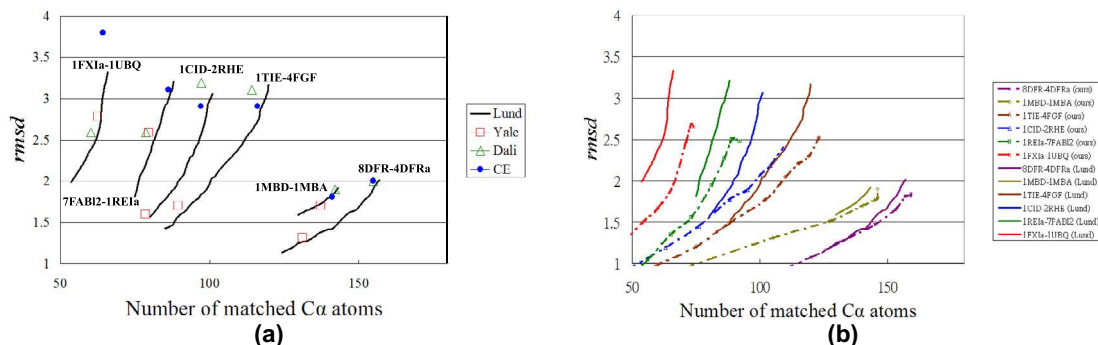 4
3.5
3
2.5
2
1.5
1
rmsd
50
100
150
Number of matched Cα atoms
1FXIa-1UBQ
1CID-2RHE
1TIE-4FGF
7FABl2-1REIa
1MBD-1MBA
8DFR-4DFRa
Lund
Yale
Dali
CE
(a)
4
3.5
3
2.5
2
1.5
1
rmsd
50
100
150
Number of matched Cα atoms
8DFR-4DFRa (ours)
1MBD-1MBA (ours)
1TIE-4FGF (ours)
1CID-2RHE (ours)
1REIa-7FABl2 (ours)
1FXIa-1UBQ (ours)
8DFR-4DFRa (Lund)
1MBD-1MBA (Lund)
1TIE-4FGF (Lund)
1CID-2RHE (Lund)
1REIa-7FABl2 (Lund)
1FXIa-1UBQ (Lund)
(b)